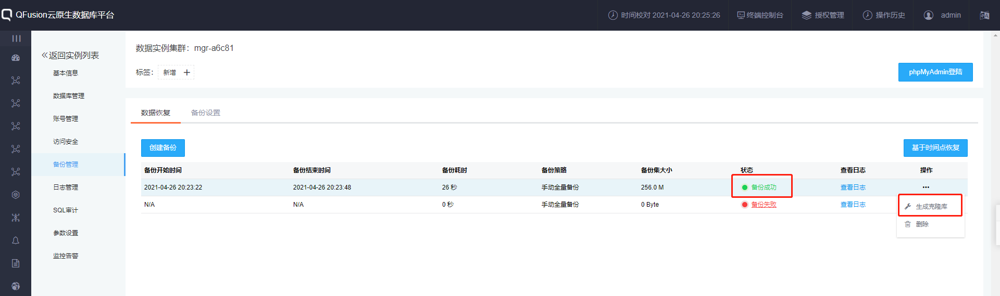 QFusion云原生数据库平台
时间校对 2021-04-26 20:25:26
终端控制台
授权管理
操作历史
admin
返回实例列表
基本信息
数据库管理
账号管理
访问安全
备份管理
日志管理
SQL审计
参数设置
监控告警
数据实例集群：mgr-a6c81
标签：
新增 +
phpMyAdmin登陆
数据恢复
备份设置
创建备份
基于时间点恢复
备份开始时间 备份结束时间 备份耗时 备份策略 备份集大小 状态 查看日志 操作
2021-04-26 20:23:22 2021-04-26 20:23:48 26 秒 手动全量备份 256.0 M 备份成功 查看日志 •••
N/A N/A 0 秒 手动全量备份 0 Byte 备份失败 查看日志
生成克隆库
删除